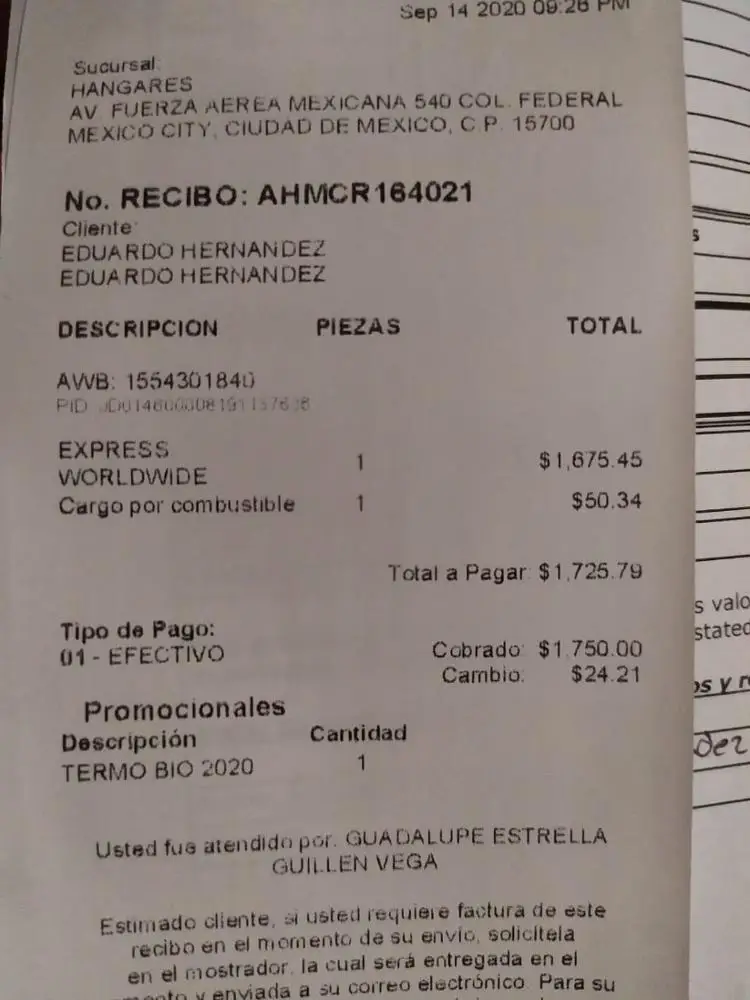 Sep 14 2020 09:26 PM
Sucursal:
HANGARES
AV. FUERZA AEREA MEXICANA 540 COL. FEDERAL
MEXICO CITY, CIUDAD DE MEXICO, C.P. 15700
No. RECIBO: AHMCR164021
Cliente:
EDUARDO HERNANDEZ
EDUARDO HERNANDEZ
DESCRIPCION PIEZAS TOTAL
AWB: 1554301840
PID
EXPRESS
WORLDWIDE 1 $1,675.45
Cargo por combustible 1 $50.34
Total a Pagar: $1,725.79
Tipo de Pago:
01 - EFECTIVO Cobrado: $1,750.00
Cambio: $24.21
Promocionales
Descripción Cantidad
TERMO BIO 2020 1
Usted fue atendido por: GUADALUPE ESTRELLA
GUILLEN VEGA
Estimado cliente, si usted requiere factura de este
recibo en el momento de su envío, solicítela
en el mostrador, la cual será entregada en el
y enviada a su correo electrónico. Para su
s valo
stated
os y r
dez